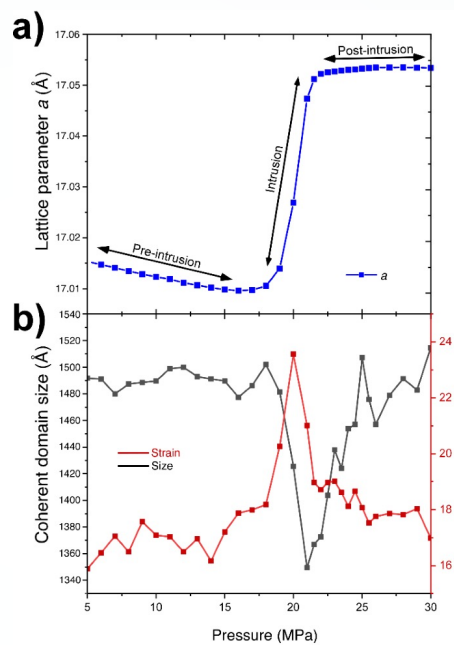 a)
17.06
17.05
17.04
17.03
17.02
17.01
Lattice parameter a (Å)
Pre-intrusion
Intrusion
Post-intrusion
a
b)
1540
1520
1500
1480
1460
1440
1420
1400
1380
1360
1340
Coherent domain size (Å)
Strain
Size
24
22
20
18
16
5
10
15
20
25
30
Pressure (MPa)